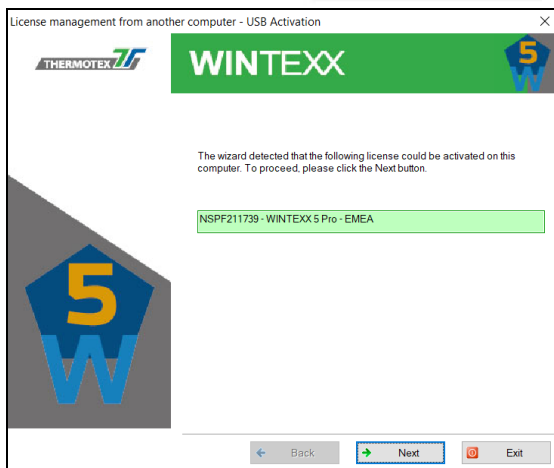 License management from another computer - USB Activation
THERMOTEX
WINTEXX
5
W
The wizard detected that the following license could be activated on this
computer. To proceed, please click the Next button.
NSPF211739 - WINTEXX 5 Pro - EMEA
5
W
Back
Next
Exit